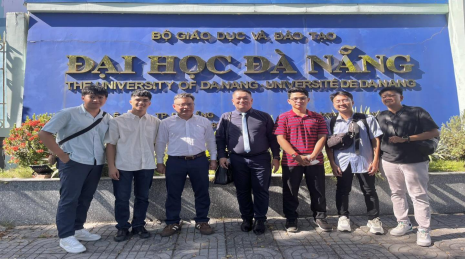 BỘ GIÁO DỤC VÀ ĐÀO TẠO
ĐẠI HỌC ĐÀ NẴNG
THE UNIVERSITY OF DANANG UNIVERSITÉ DE DANANG